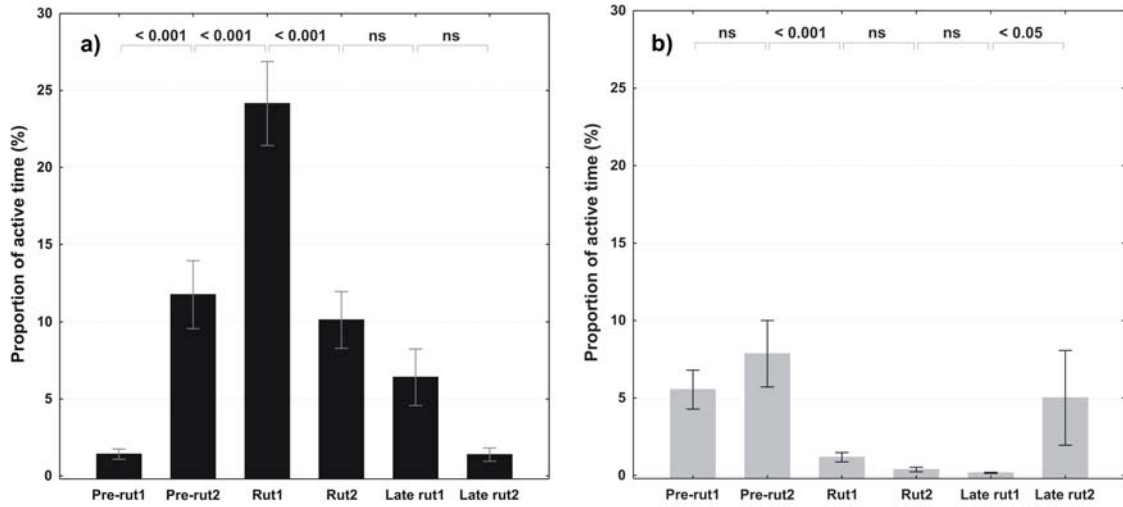 a)
< 0.001 < 0.001 < 0.001 ns ns
Proportion of active time (%)
30
25
20
15
10
5
0
Pre-rut1 Pre-rut2 Rut1 Rut2 Late rut1 Late rut2
b)
ns < 0.001 ns ns < 0.05
Proportion of active time (%)
30
25
20
15
10
5
0
Pre-rut1 Pre-rut2 Rut1 Rut2 Late rut1 Late rut2